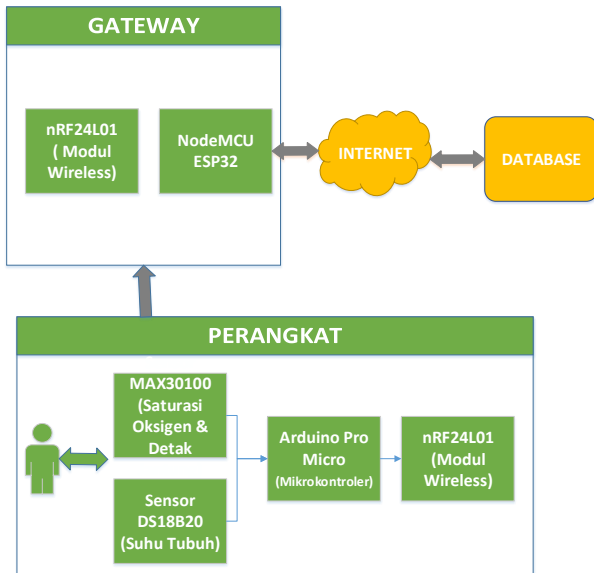 GATEWAY
nRF24L01
( Modul
Wireless)
NodeMCU
ESP32
INTERNET
DATABASE
PERANGKAT
MAX30100
(Saturasi
Oksigen &
Detak
Sensor
DS18B20
(Suhu Tubuh)
Arduino Pro
Micro
(Mikrokontroler)
nRF24L01
(Modul
Wireless)